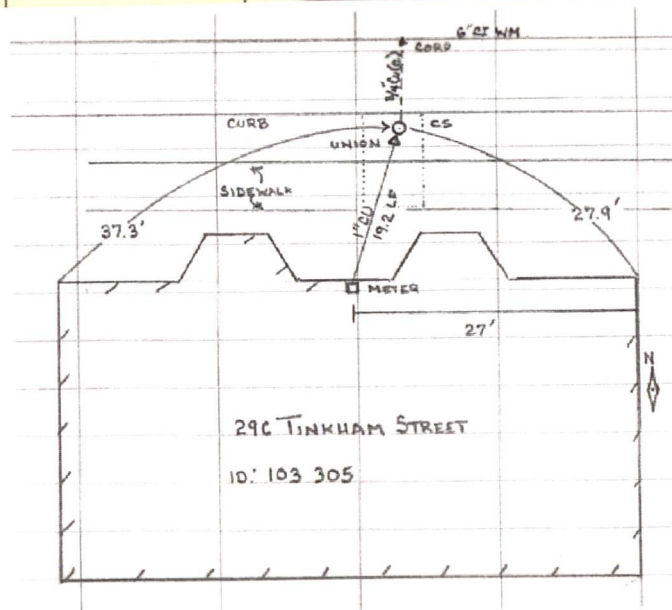 6" CI WM
CORP
3/4 CU(P)
CURB
CS
UNION
SIDEWALK
1" CU
19.2 LF
37.3'
27.9'
METER
27'
N
29C TINKHAM STREET
ID: 103 305